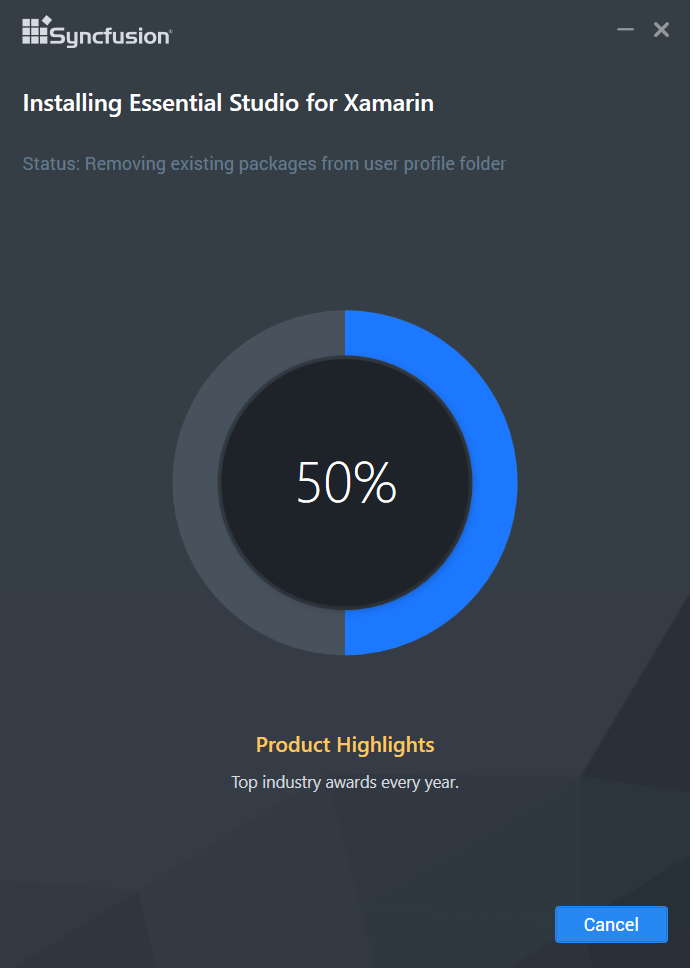 Syncfusion®
Installing Essential Studio for Xamarin
Status: Removing existing packages from user profile folder
50%
Product Highlights
Top industry awards every year.
Cancel